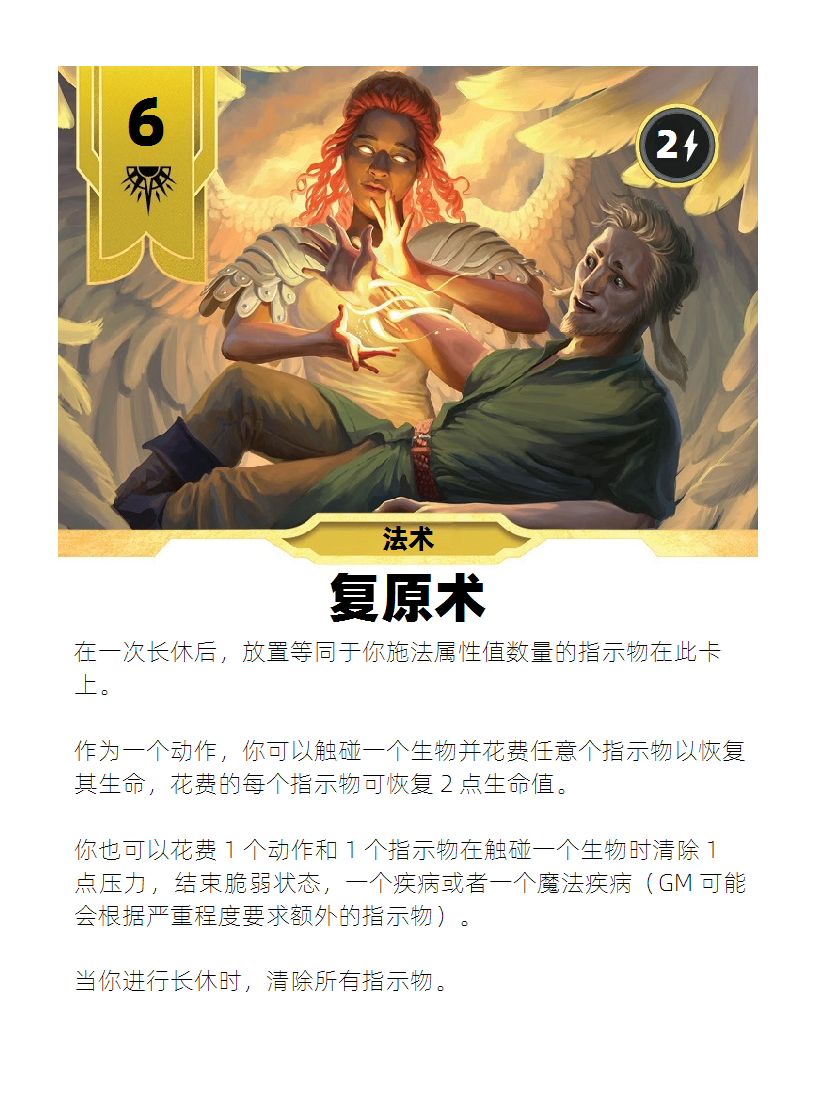 6
2
法术
复原术
在一次长休后，放置等同于你施法属性值数量的指示物在此卡
上。
作为一个动作，你可以触碰一个生物并花费任意个指示物以恢复
其生命，花费的每个指示物可恢复 2 点生命值。
你也可以花费 1 个动作和 1 个指示物在触碰一个生物时清除 1
点压力，结束脆弱状态，一个疾病或者一个魔法疾病（GM 可能
会根据严重程度要求额外的指示物）。
当你进行长休时，清除所有指示物。